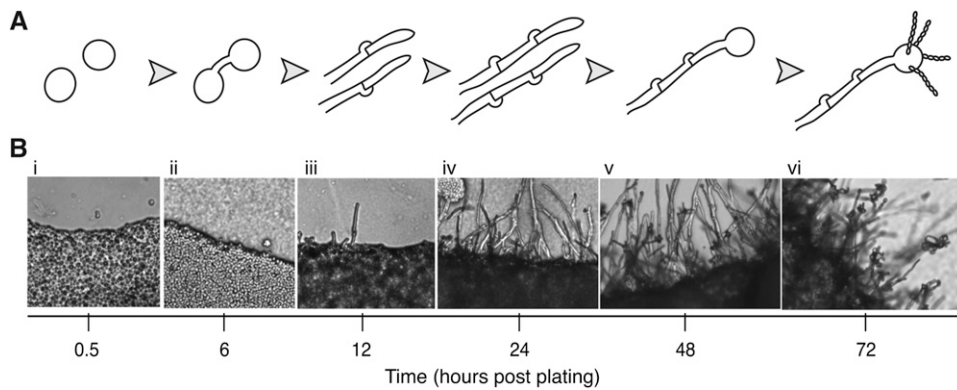 A
B
i ii iii iv v vi
0.5 6 12 24 48 72
Time (hours post plating)